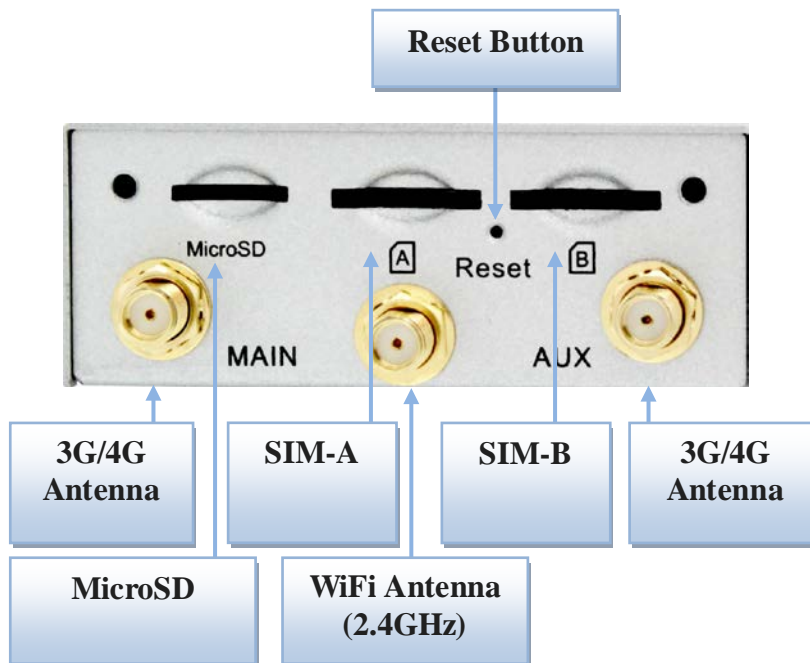 Reset Button
MicroSD
A
Reset
B
MAIN
AUX
3G/4G
Antenna
SIM-A
SIM-B
3G/4G
Antenna
MicroSD
WiFi Antenna
(2.4GHz)